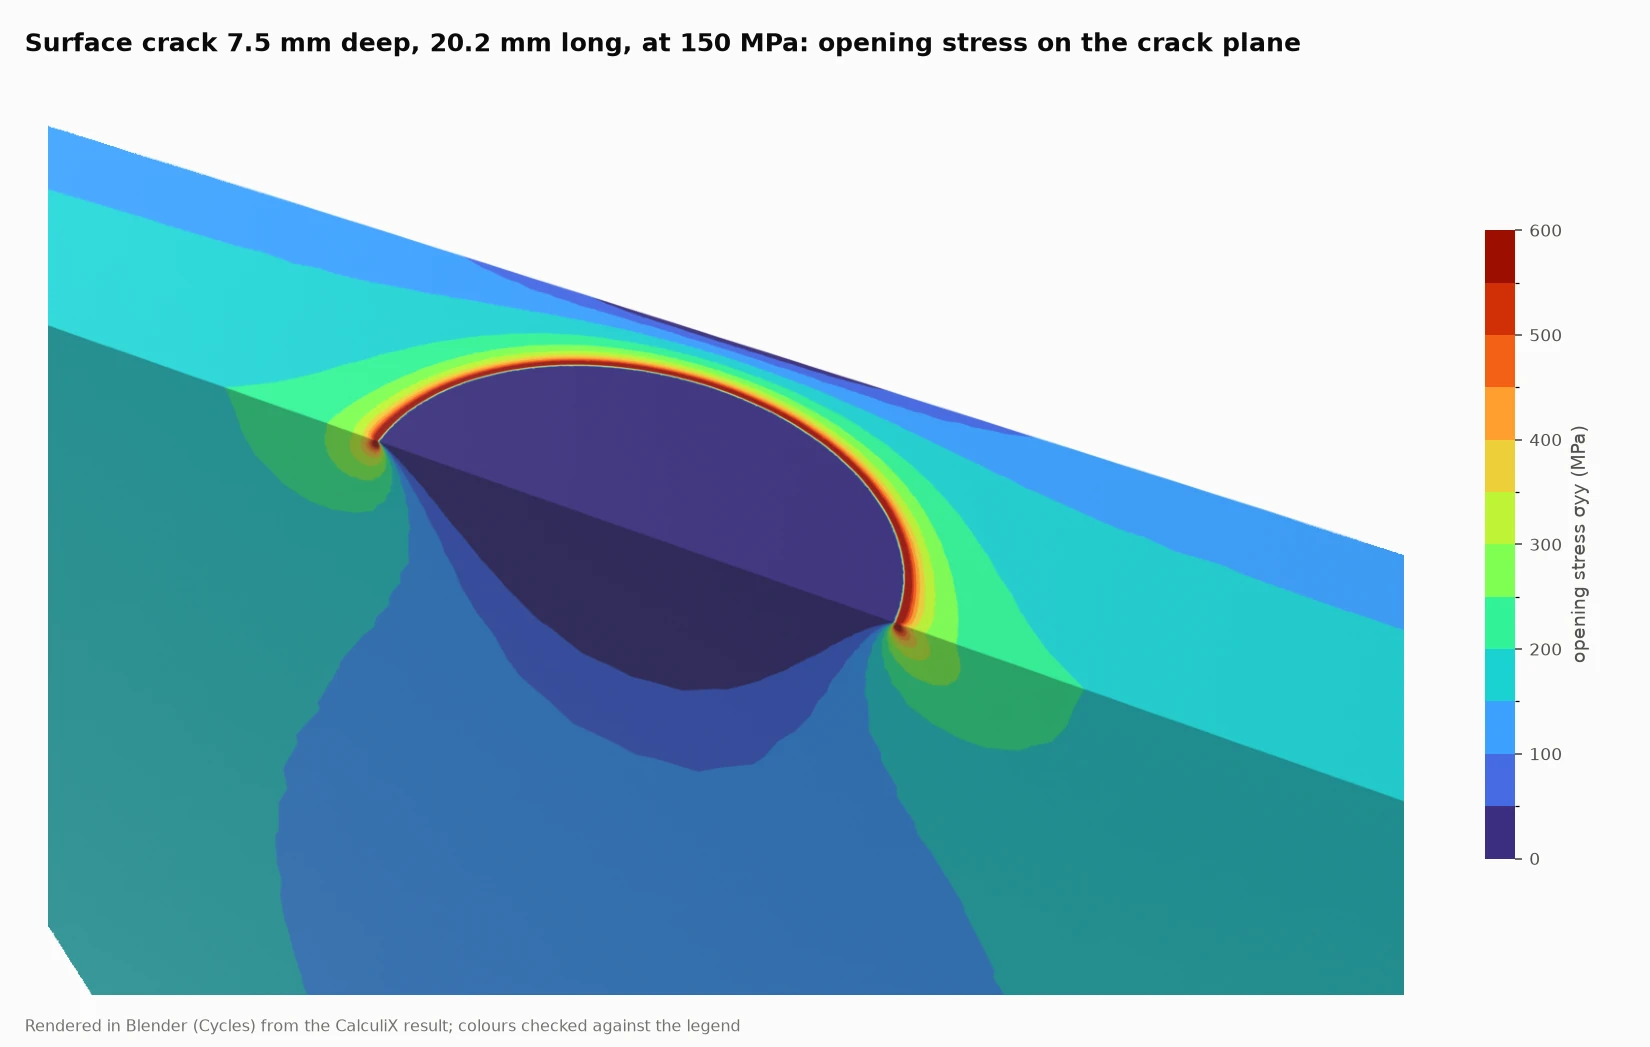 Surface crack 7.5 mm deep, 20.2 mm long, at 150 MPa: opening stress on the crack plane
600
500
400
300
200
100
0
opening stress σyy (MPa)
Rendered in Blender (Cycles) from the CalculiX result; colours checked against the legend